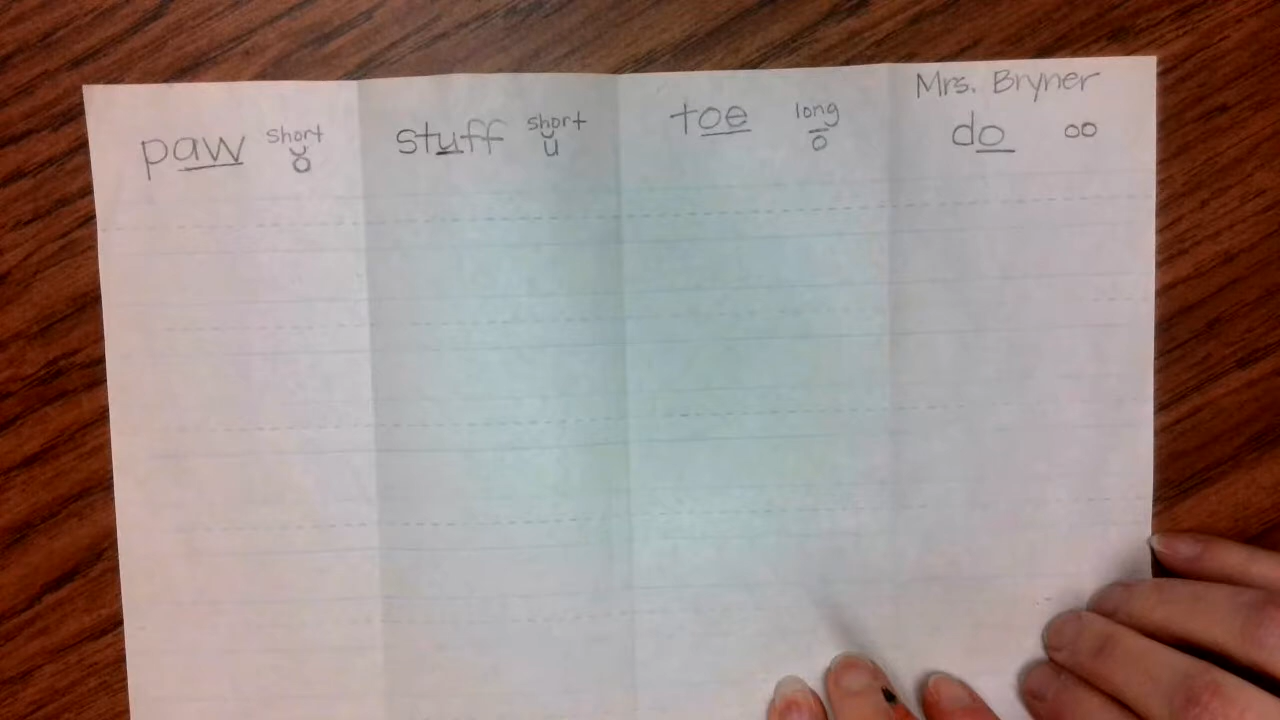 Mrs. Bryner
paw short ŏ
stuff short ŭ
toe long ō
do oo